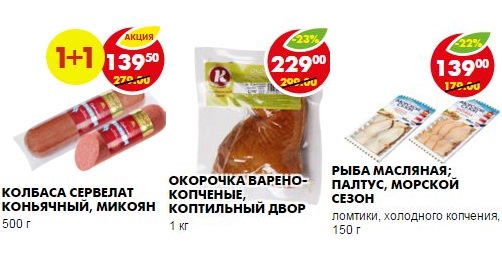 1+1
АКЦИЯ
139 50
279.00
КОЛБАСА СЕРВЕЛАТ
КОНЬЯЧНЫЙ, МИКОЯН
500 г
-23%
229 00
299.00
К
ОКОРОЧКА ВАРЕНО-
КОПЧЕНЫЕ,
КОПТИЛЬНЫЙ ДВОР
1 кг
-22%
139 00
179.00
РЫБА МАСЛЯНАЯ;
ПАЛТУС, МОРСКОЙ
СЕЗОН
ломтики, холодного копчения,
150 г